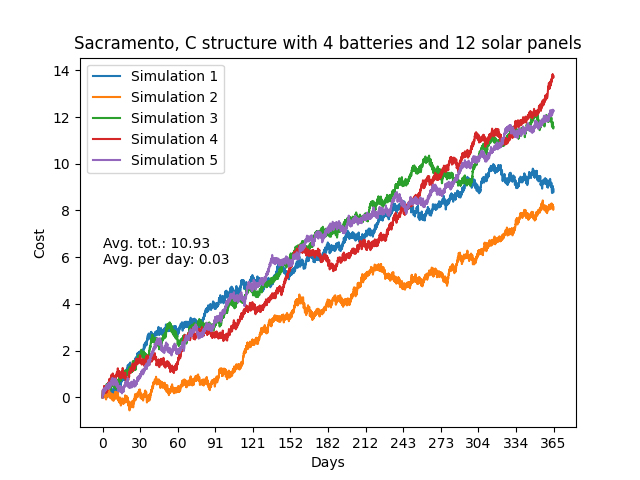 Sacramento, C structure with 4 batteries and 12 solar panels
Simulation 1
Simulation 2
Simulation 3
Simulation 4
Simulation 5
Avg. tot.: 10.93
Avg. per day: 0.03
Cost
14
12
10
8
6
4
2
0
0 30 60 91 121 152 182 212 243 273 304 334 365
Days